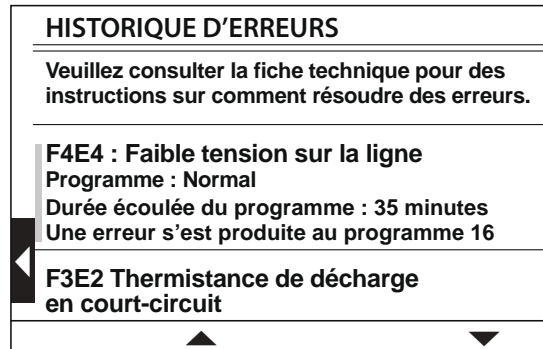 HISTORIQUE D’ERREURS
Veuillez consulter la fiche technique pour des
instructions sur comment résoudre des erreurs.
F4E4 : Faible tension sur la ligne
Programme : Normal
Durée écoulée du programme : 35 minutes
Une erreur s’est produite au programme 16
F3E2 Thermistance de décharge
en court-circuit